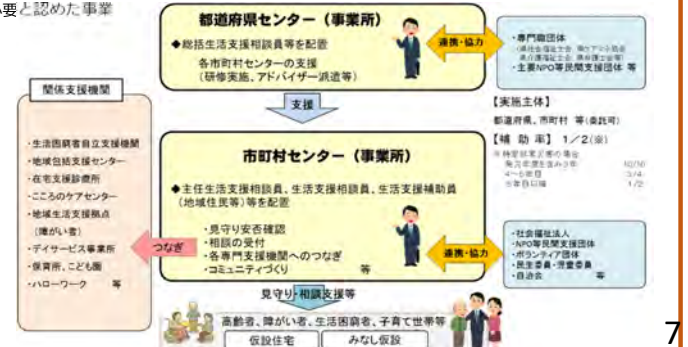 要と認めた事業
都道府県センター（事業所）
◆総括生活支援相談員等を配置
各市町村センターの支援
（研修実施、アドバイザー派遣等）
連携・協力
・専門職団体
・主要NPO等民間支援団体 等
支援
関係支援機関
・生活困窮者自立支援機関
・地域包括支援センター
・在宅支援診療所
・こころのケアセンター
・地域生活支援拠点
（障がい者）
・デイサービス事業所
・保育所、こども園
・ハローワーク 等
【実施主体】
都道府県、市町村 等（委託可）
【補助率】 1／2（※）
市町村センター（事業所）
◆主任生活支援相談員、生活支援相談員、生活支援補助員
（地域住民等）等を配置
・見守り安否確認
・相談の受付
・各専門支援機関へのつなぎ
・コミュニティづくり 等
つなぎ
連携・協力
・社会福祉法人
・NPO等民間支援団体
・ボランティア団体
・民生委員・児童委員
・自治会 等
見守り・相談支援等
高齢者、障がい者、生活困窮者、子育て世帯等
仮設住宅
みなし仮設
7